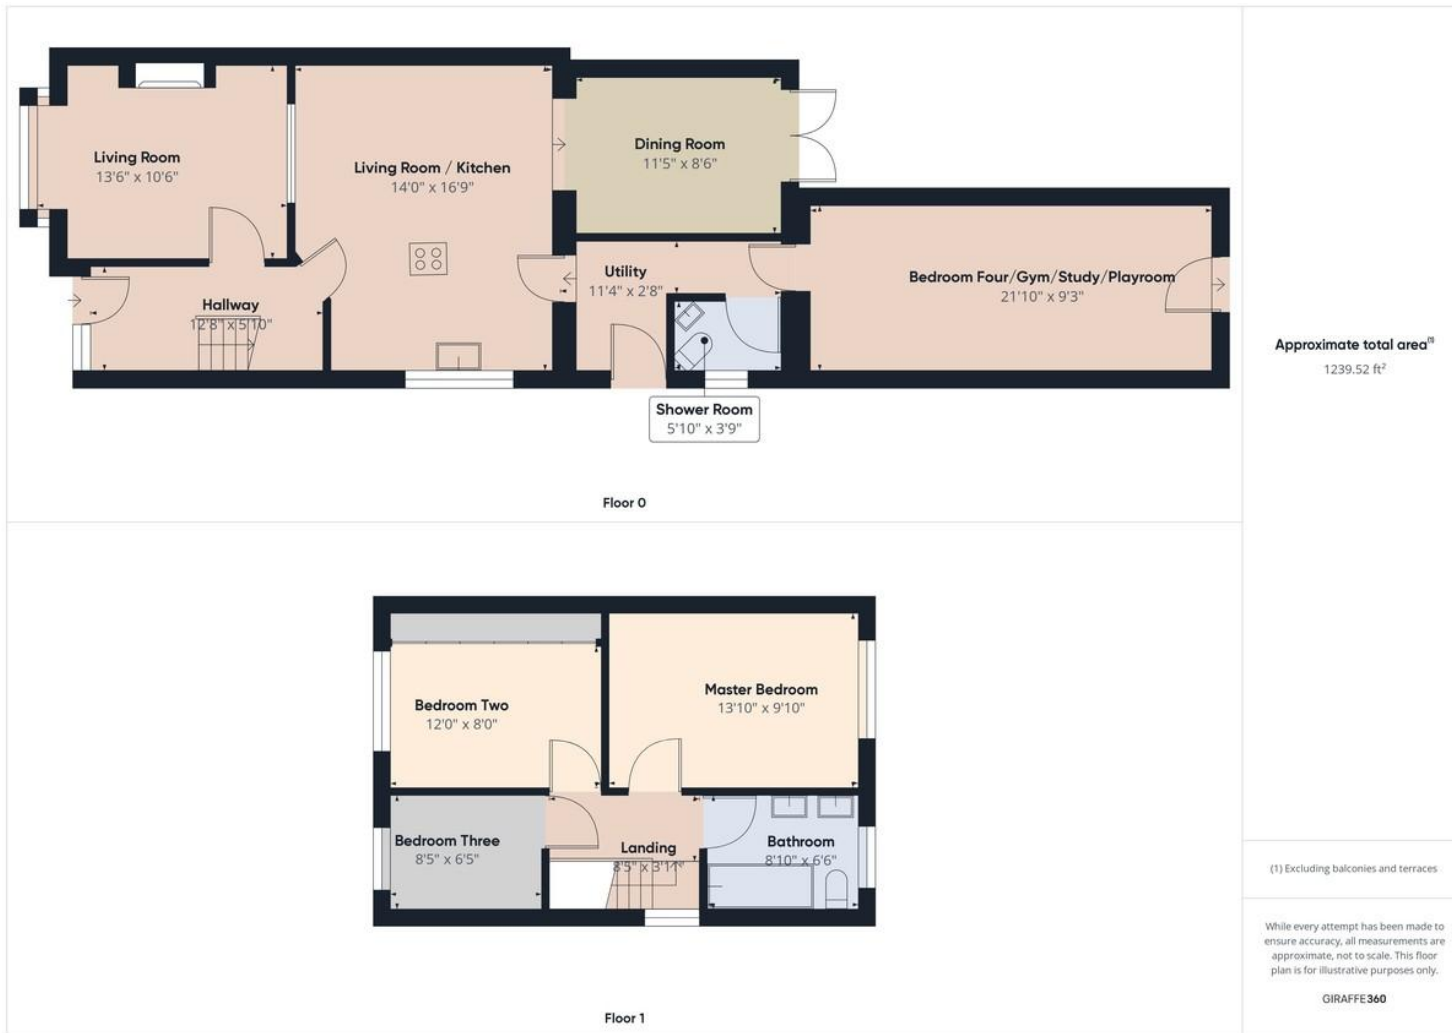 Living Room
13'6" x 10'6"
Living Room / Kitchen
14'0" x 16'9"
Dining Room
11'5" x 8'6"
Hallway
12'8" x 5'10"
Utility
11'4" x 2'8"
Bedroom Four/Gym/Study/Playroom
21'10" x 9'3"
Shower Room
5'10" x 3'9"
Floor 0
Bedroom Two
12'0" x 8'0"
Master Bedroom
13'10" x 9'10"
Bedroom Three
8'5" x 6'5"
Landing
8'5" x 3'11"
Bathroom
8'10" x 6'6"
Floor 1
Approximate total area(1)
1239.52 ft²
(1) Excluding balconies and terraces
While every attempt has been made to
ensure accuracy, all measurements are
approximate, not to scale. This floor
plan is for illustrative purposes only.
GIRAFFE360